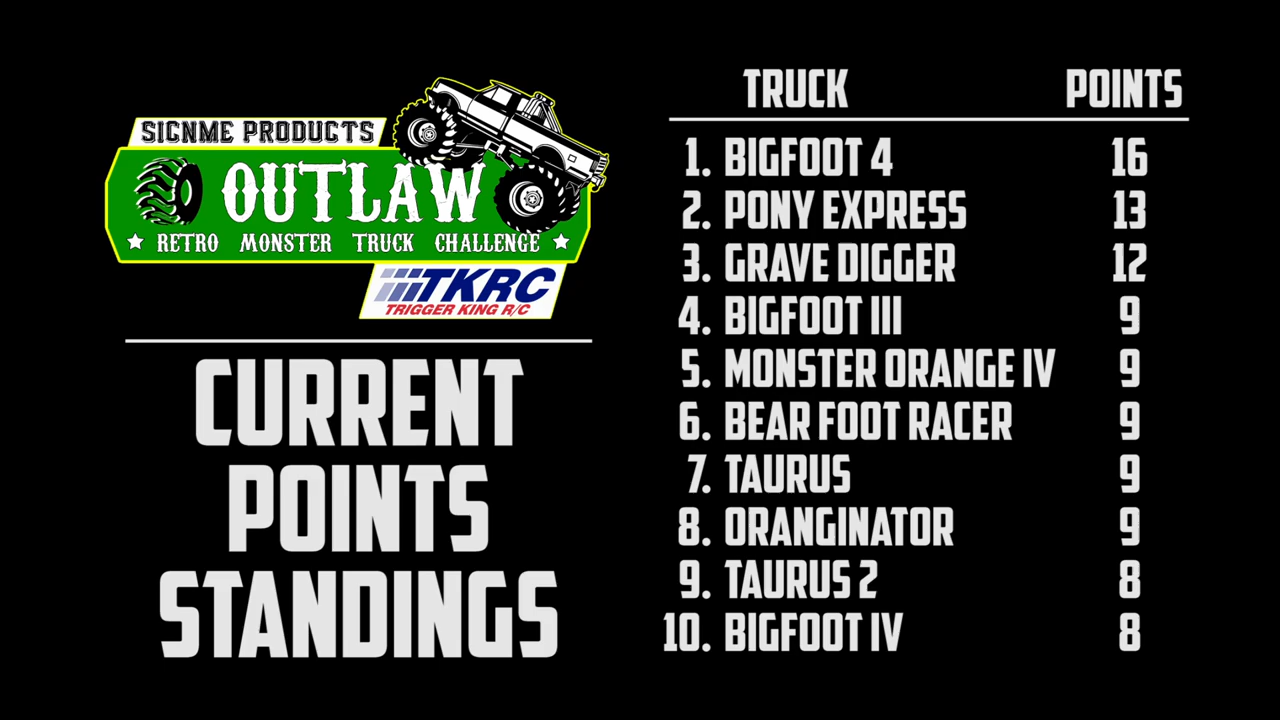 SICNME PRODUCTS
OUTLAW
RETRO MONSTER TRUCK CHALLENGE
TKRC
TRIGGER KING R/C
CURRENT
POINTS
STANDINGS
TRUCK POINTS
1. BIGFOOT 4 16
2. PONY EXPRESS 13
3. GRAVE DIGGER 12
4. BIGFOOT III 9
5. MONSTER ORANGE IV 9
6. BEAR FOOT RACER 9
7. TAURUS 9
8. ORANGINATOR 9
9. TAURUS 2 8
10. BIGFOOT IV 8